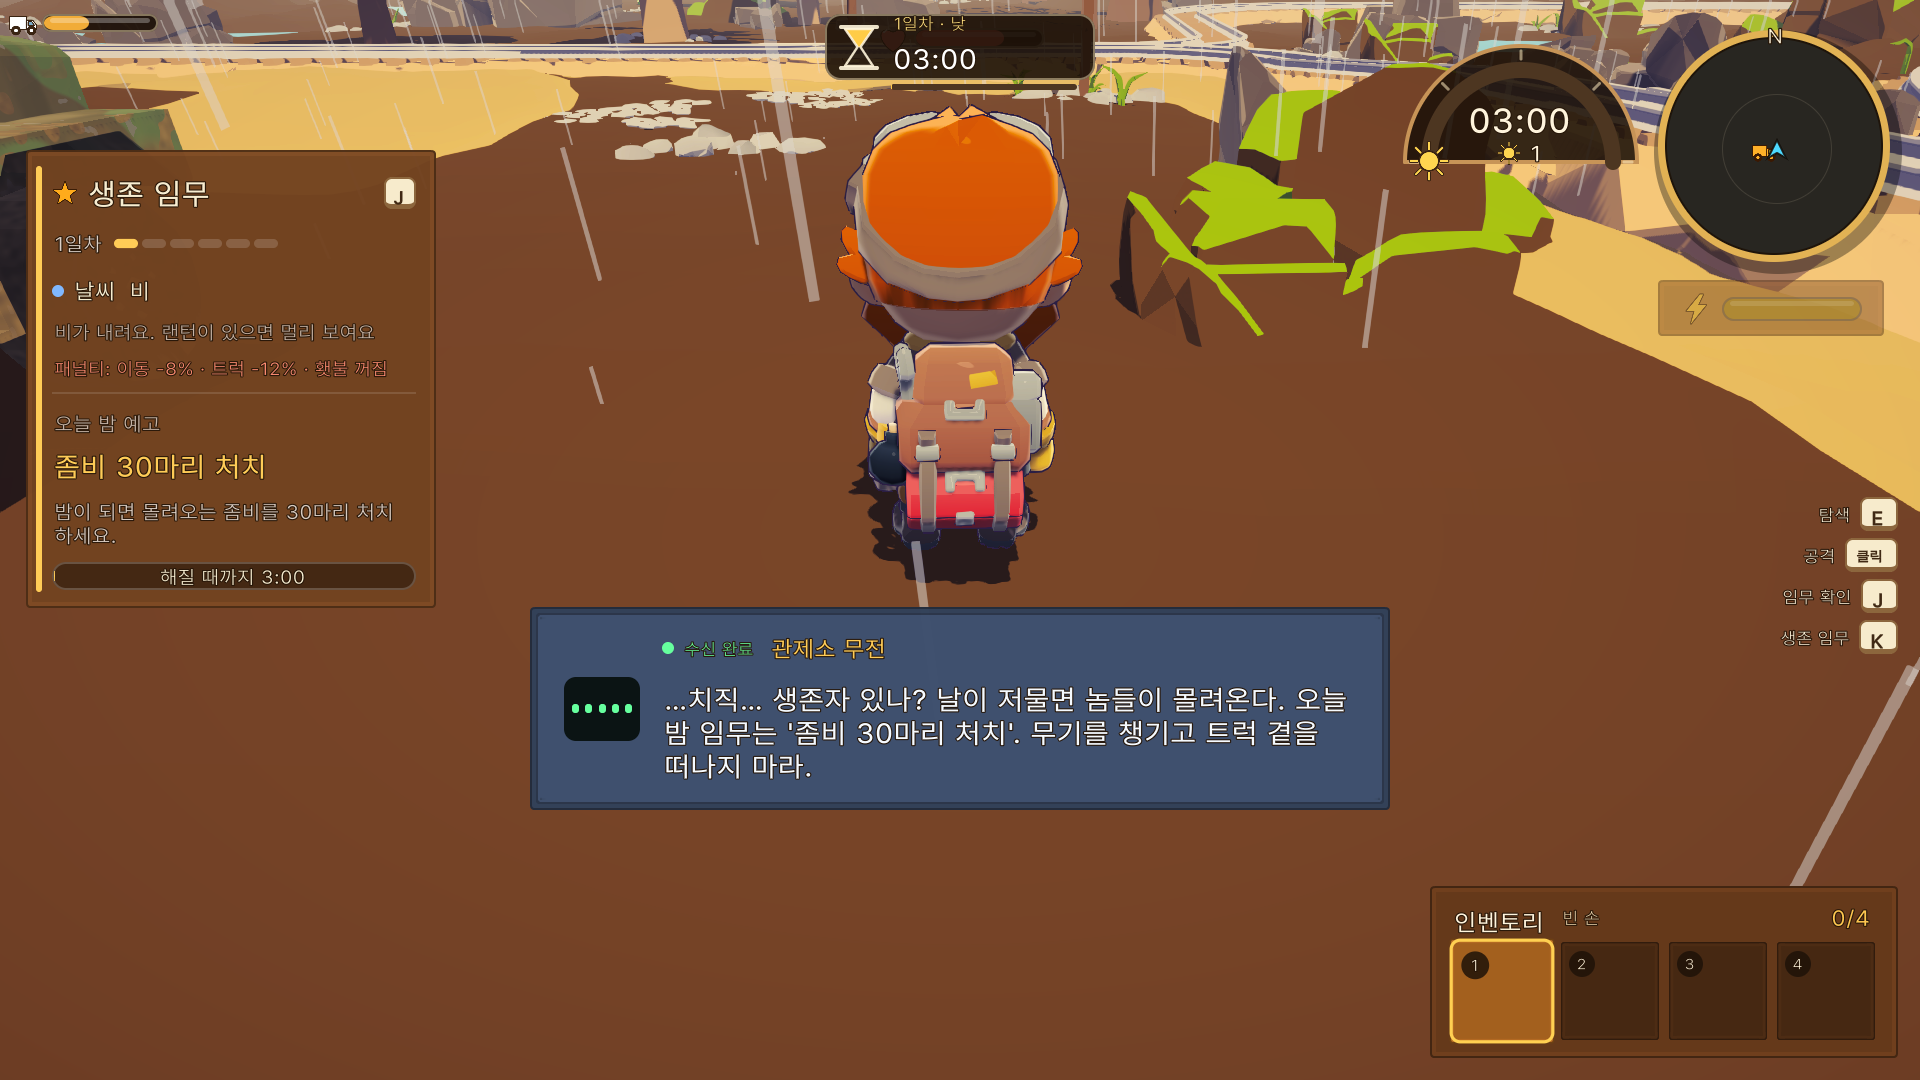 1일차 · 낮
03:00
N
03:00
1
생존 임무
J
1일차
날씨 비
비가 내려요. 랜턴이 있으면 멀리 보여요
패널티: 이동 -8% · 트럭 -12% · 횃불 꺼짐
오늘 밤 예고
좀비 30마리 처치
밤이 되면 몰려오는 좀비를 30마리 처치
하세요.
해질 때까지 3:00
탐색 E
공격 클릭
임무 확인 J
생존 임무 K
수신 완료 관제소 무전
...치직... 생존자 있나? 날이 저물면 놈들이 몰려온다. 오늘
밤 임무는 '좀비 30마리 처치'. 무기를 챙기고 트럭 곁을
떠나지 마라.
인벤토리 빈 손 0/4
1 2 3 4